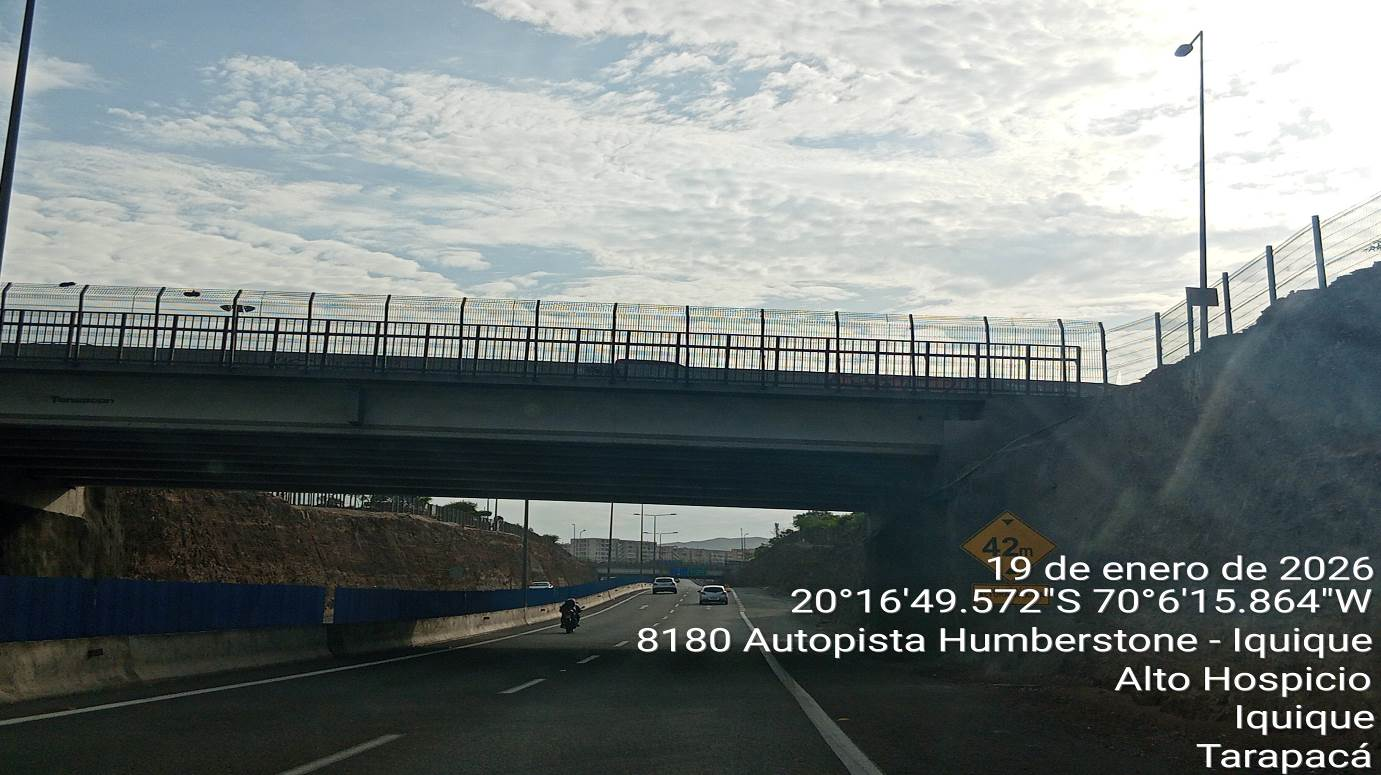 42m
19 de enero de 2026
20°16'49.572"S 70°6'15.864"W
8180 Autopista Humberstone - Iquique
Alto Hospicio
Iquique
Tarapacá